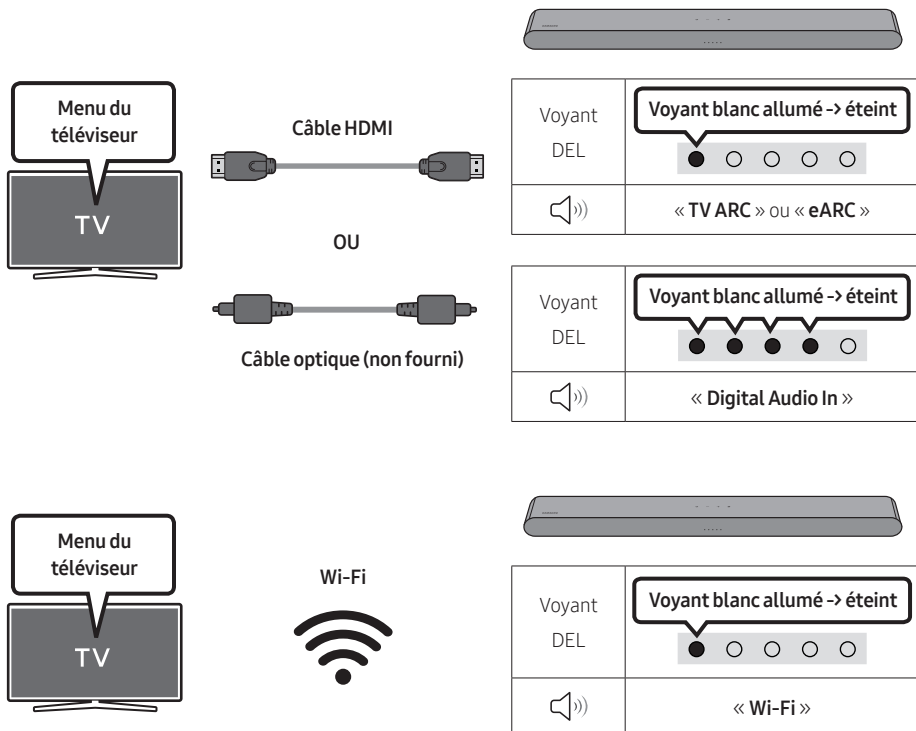 Menu du
téléviseur
TV
Câble HDMI
OU
Câble optique (non fourni)
Voyant
DEL
Voyant blanc allumé -> éteint
« TV ARC » ou « eARC »
Voyant
DEL
Voyant blanc allumé -> éteint
« Digital Audio In »
Menu du
téléviseur
TV
Wi-Fi
Voyant
DEL
Voyant blanc allumé -> éteint
« Wi-Fi »